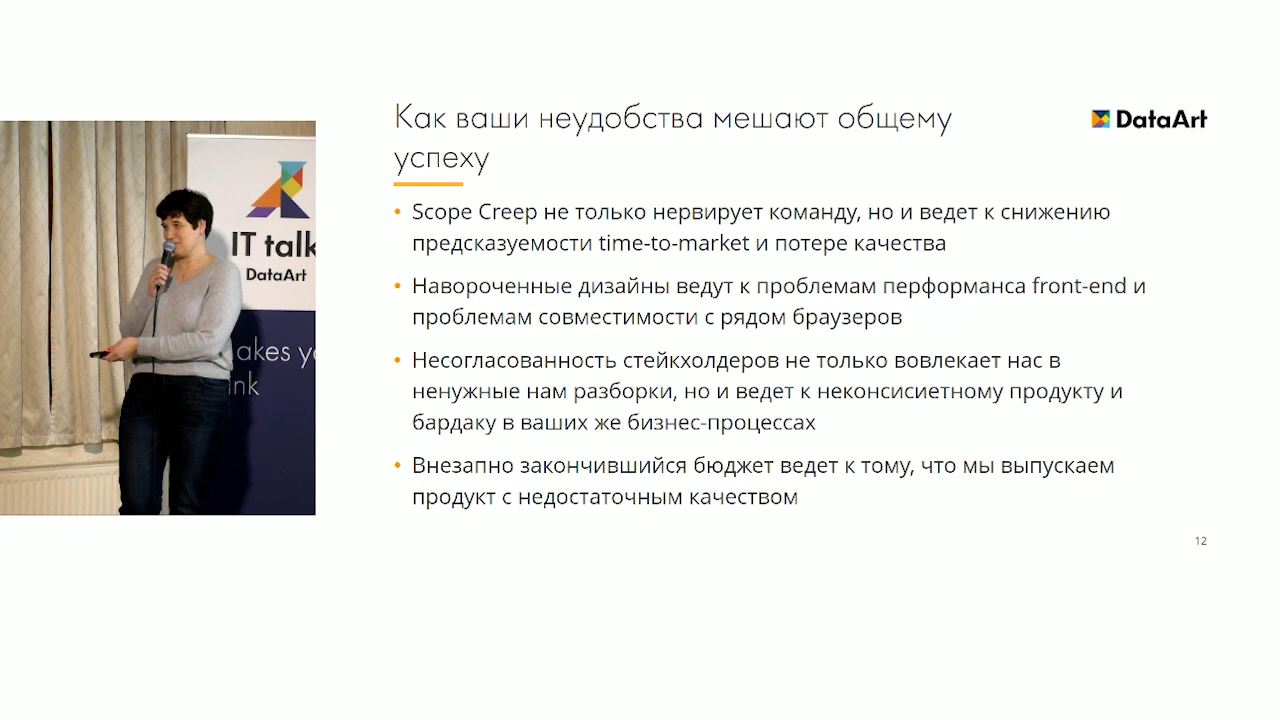 Как ваши неудобства мешают общему
успеху
DataArt
• Scope Creep не только нервирует команду, но и ведет к снижению
предсказуемости time-to-market и потере качества
• Навороченные дизайны ведут к проблемам перформанса front-end и
проблемам совместимости с рядом браузеров
• Несогласованность стейкхолдеров не только вовлекает нас в
ненужные нам разборки, но и ведет к неконсисиетному продукту и
бардаку в ваших же бизнес-процессах
• Внезапно закончившийся бюджет ведет к тому, что мы выпускаем
продукт с недостаточным качеством
12
IT talk
DataArt